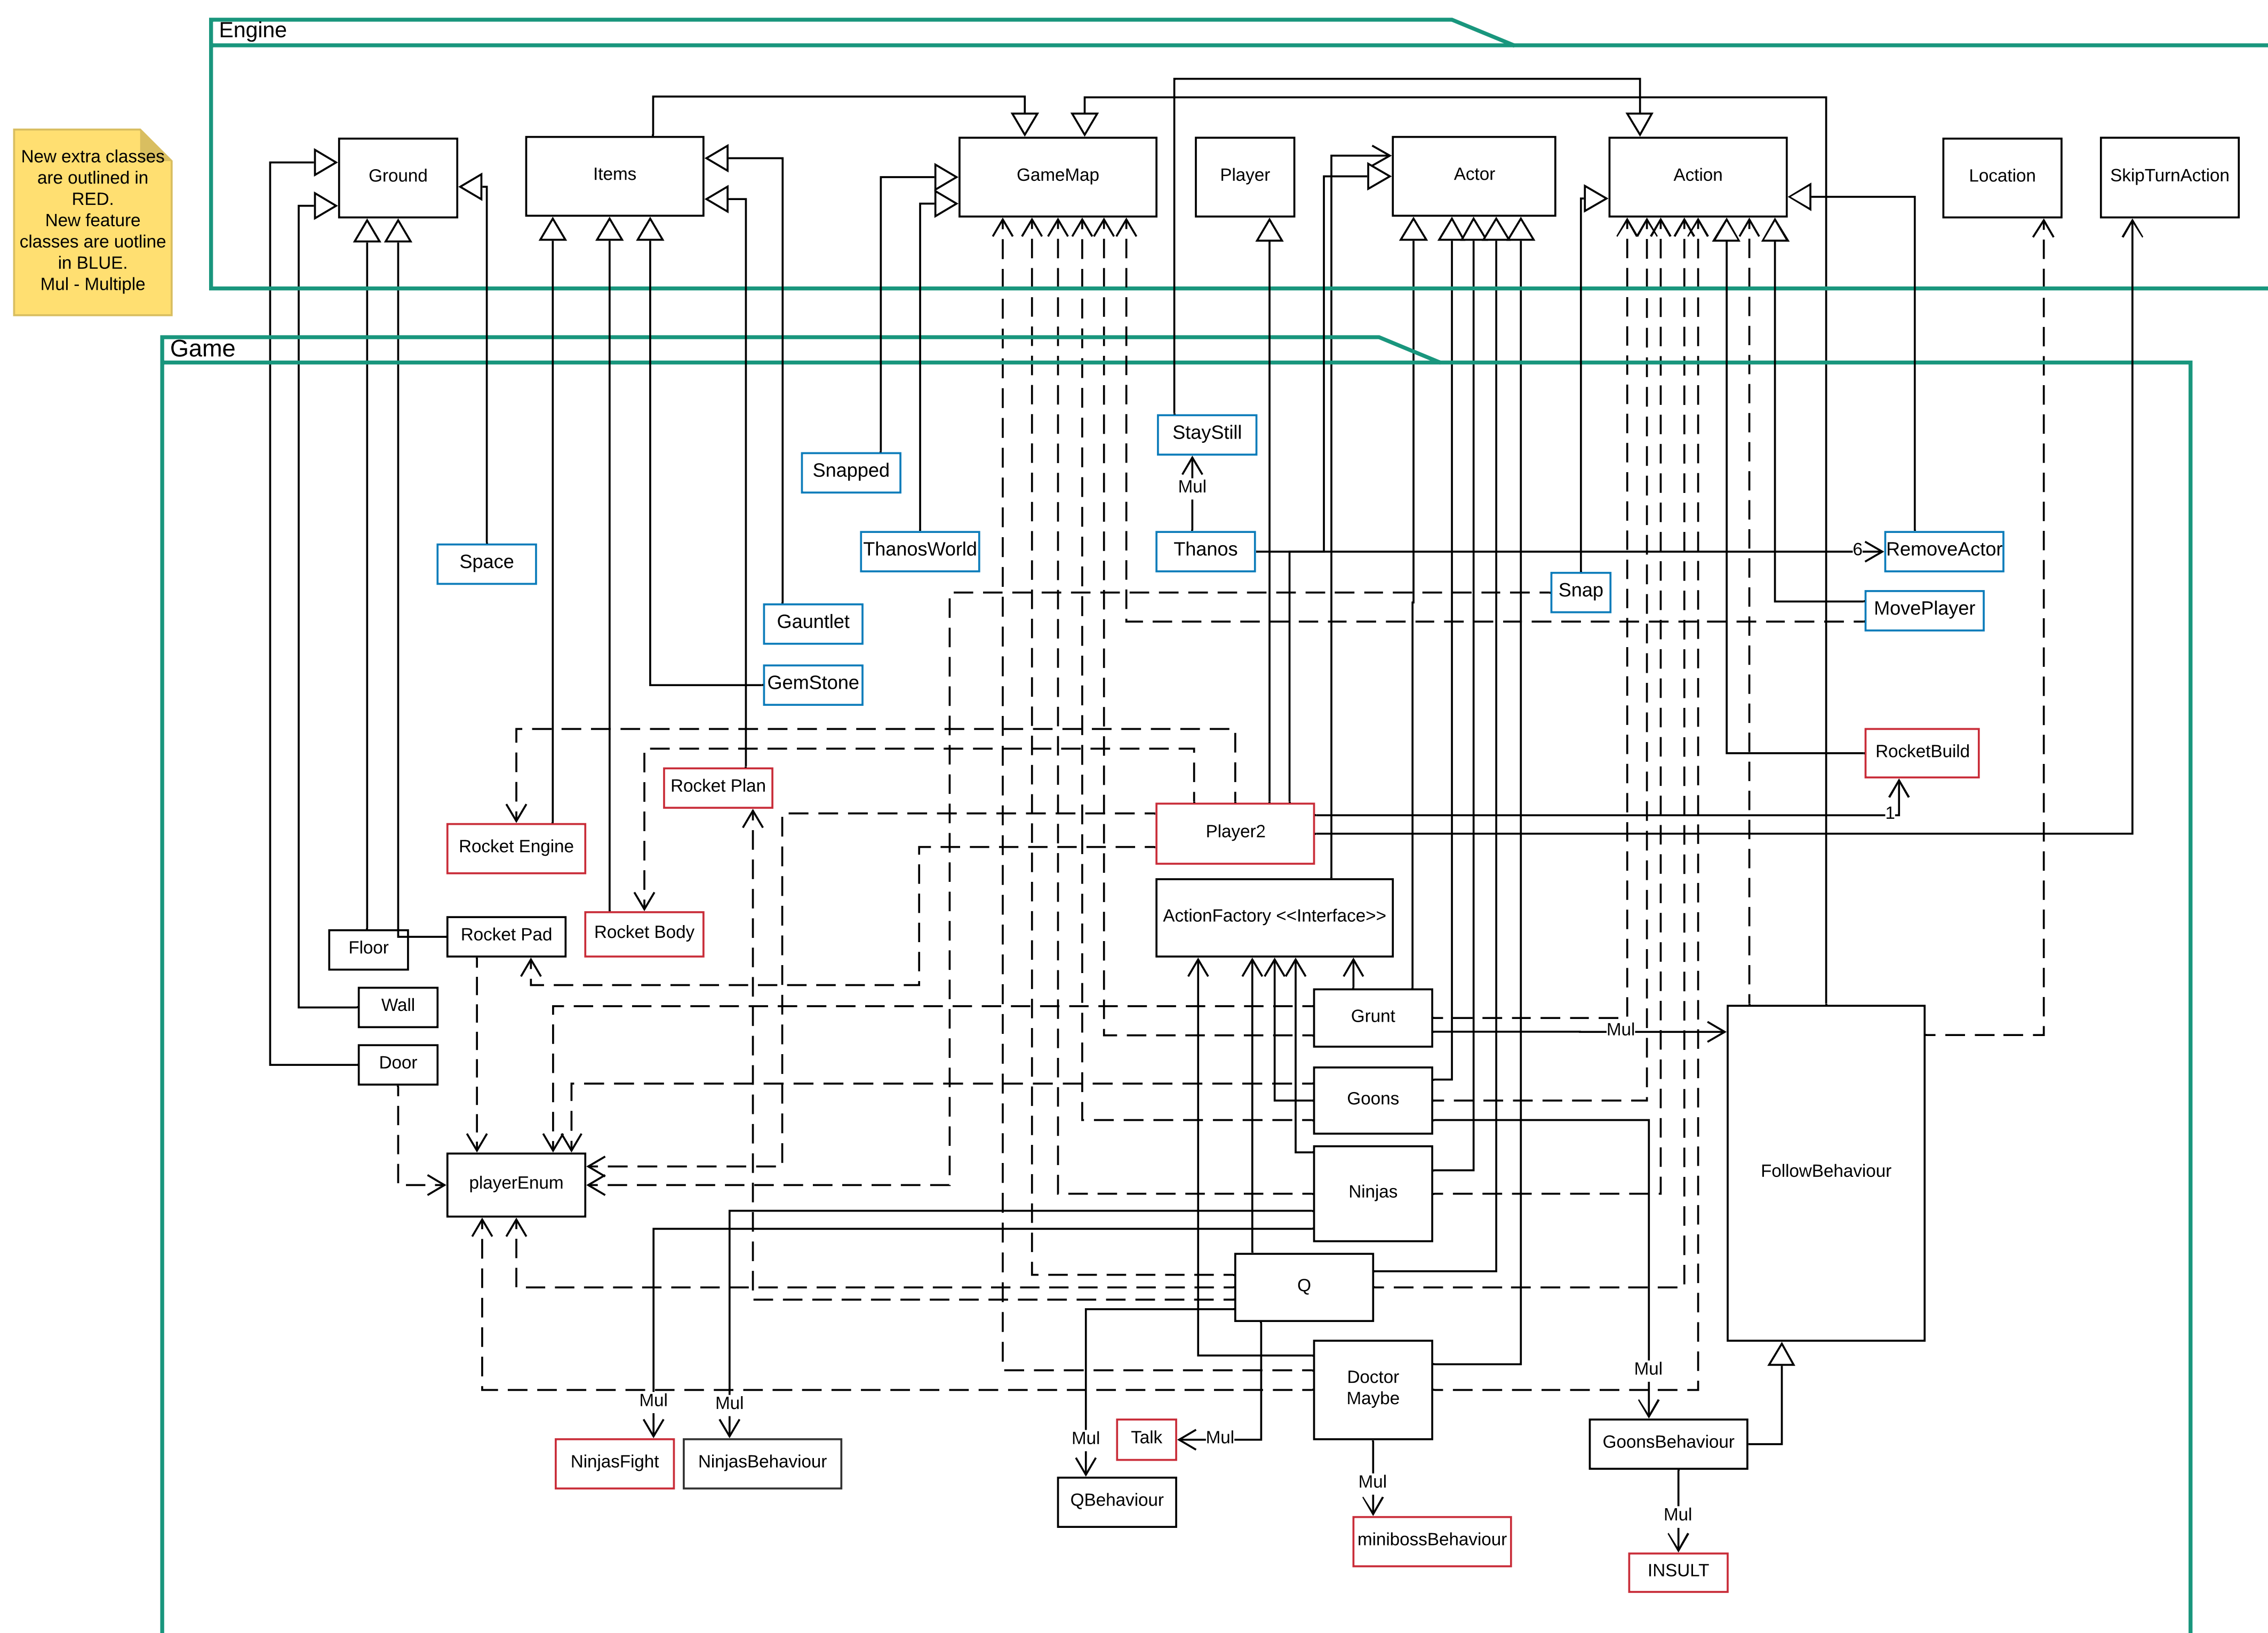 Engine
New extra classes
are outlined in
RED.
New feature
classes are uotline
in BLUE.
Mul - Multiple
Ground
Items
GameMap
Player
Actor
Action
Location
SkipTurnAction
Game
StayStill
Snapped
Mul
ThanosWorld
Thanos
6
RemoveActor
Space
Snap
MovePlayer
Gauntlet
GemStone
RocketBuild
Rocket Plan
1
Player2
Rocket Engine
ActionFactory <<Interface>>
Rocket Pad
Rocket Body
Floor
Wall
Grunt
Mul
Door
Goons
FollowBehaviour
playerEnum
Ninjas
Q
Mul
Doctor
Maybe
Mul
Mul
Mul
Talk
Mul
GoonsBehaviour
NinjasFight
NinjasBehaviour
Mul
QBehaviour
Mul
minibossBehaviour
INSULT